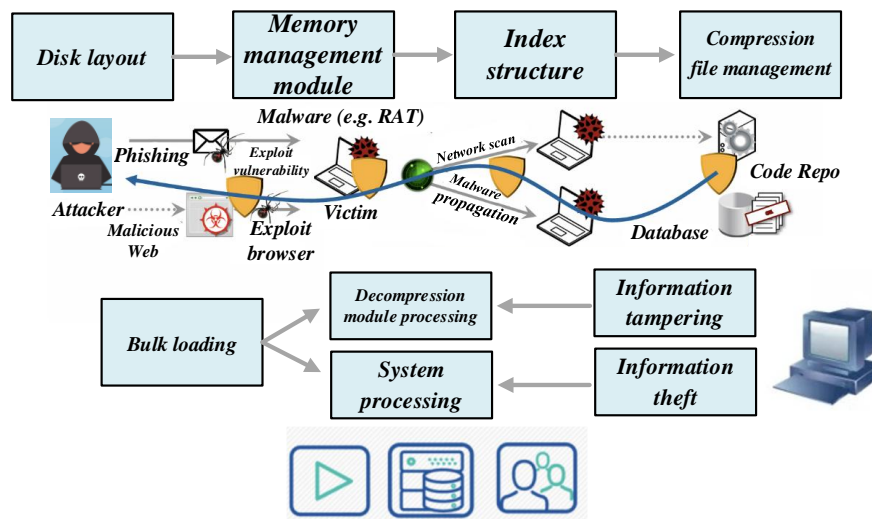 Disk layout
Memory
management
module
Index
structure
Compression
file management
Malware (e.g. RAT)
Phishing
Exploit
vulnerability
Network scan
Code Repo
Attacker
Malicious
Web
Exploit
browser
Victim
Malware
propagation
Database
Bulk loading
Decompression
module processing
Information
tampering
System
processing
Information
theft